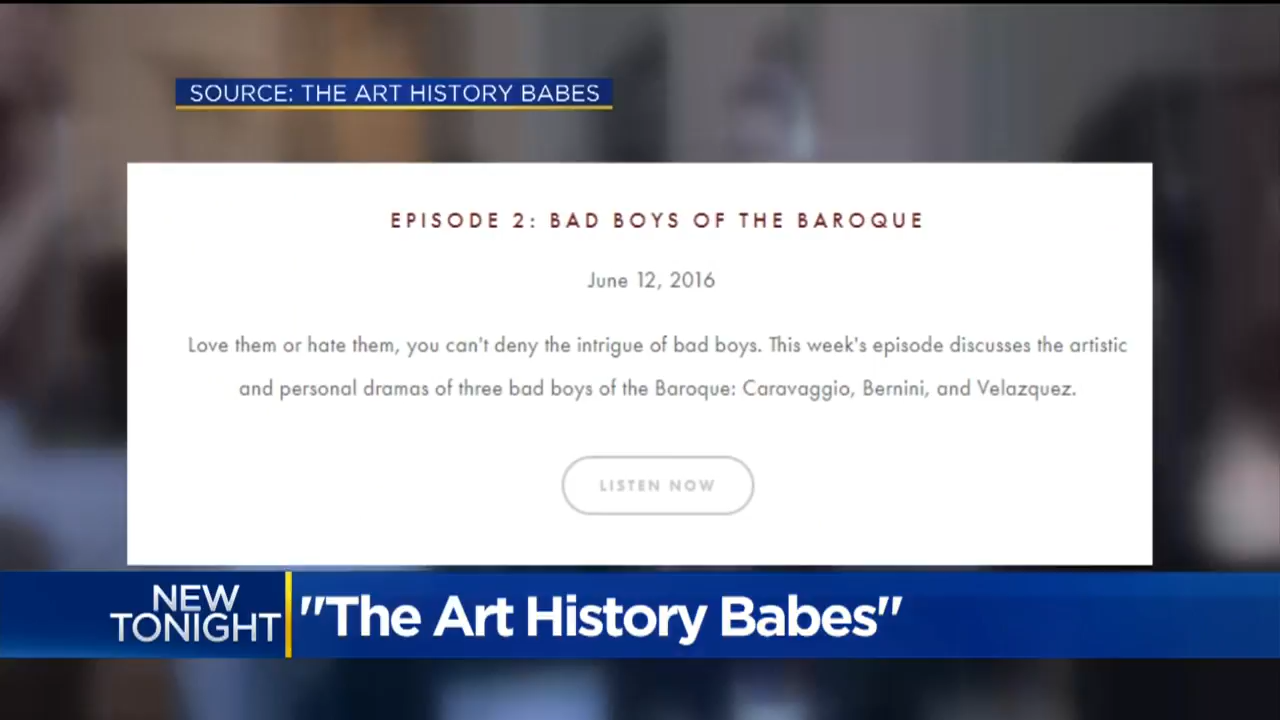 SOURCE: THE ART HISTORY BABES
EPISODE 2: BAD BOYS OF THE BAROQUE
June 12, 2016
Love them or hate them, you can't deny the intrigue of bad boys. This week's episode discusses the artistic
and personal dramas of three bad boys of the Baroque: Caravaggio, Bernini, and Velazquez.
LISTEN NOW
NEW
TONIGHT
"The Art History Babes"